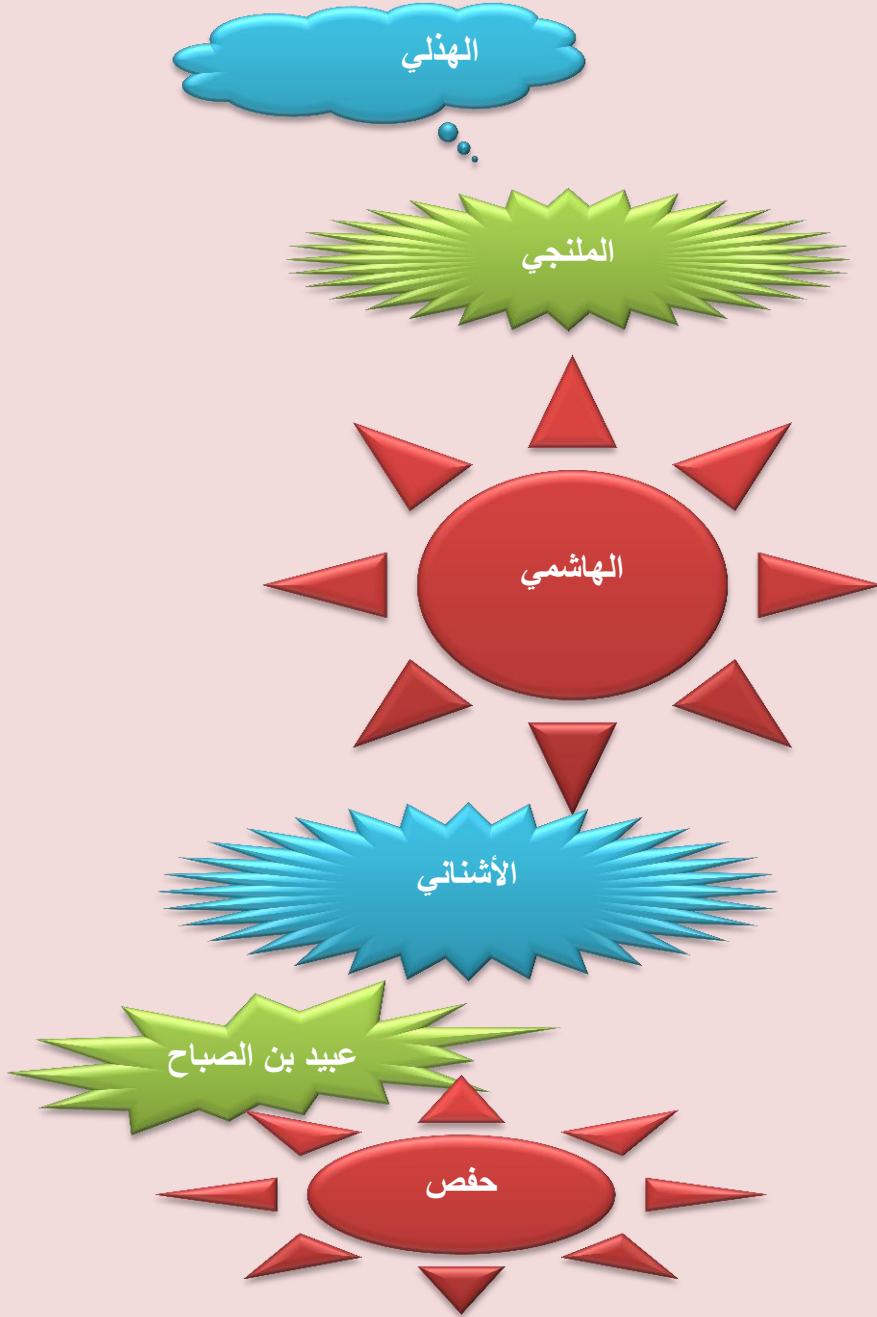 الهذلي
الملنجي
الهاشمي
الأشناني
عبيد بن الصباح
حفص